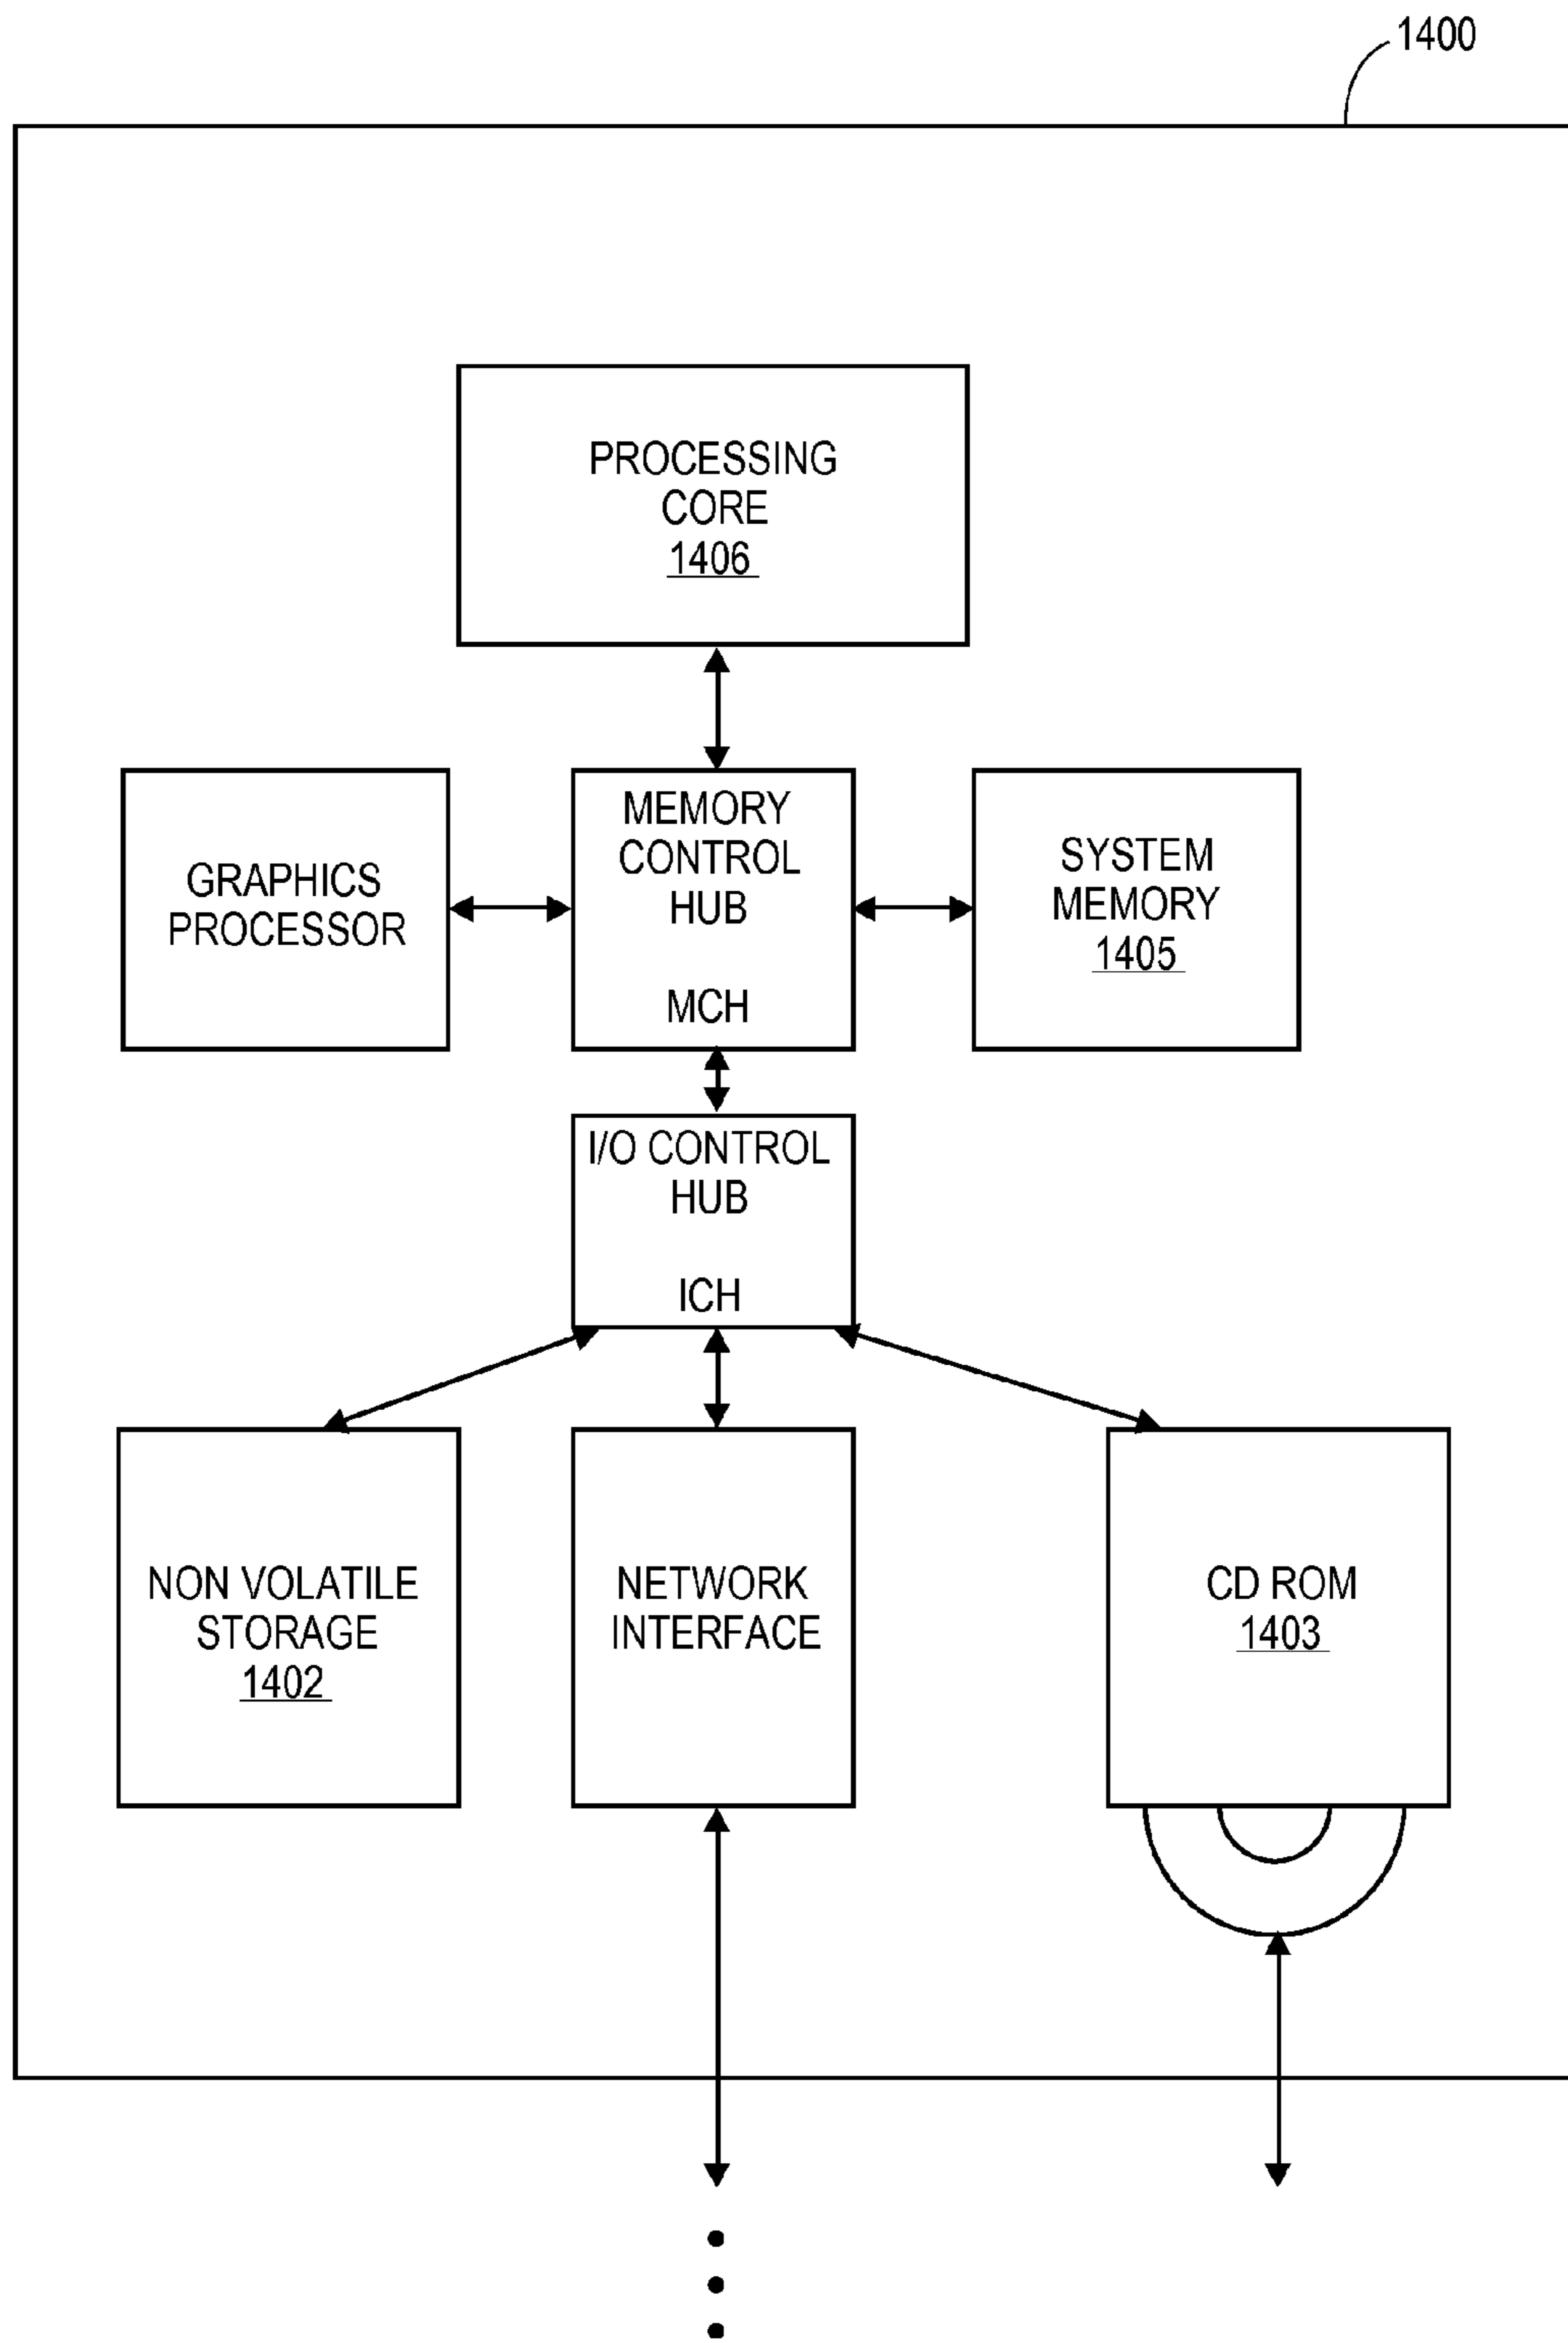 1400
PROCESSING
CORE
1406
GRAPHICS
PROCESSOR
MEMORY
CONTROL
HUB
MCH
SYSTEM
MEMORY
1405
I/O CONTROL
HUB
ICH
NON VOLATILE
STORAGE
1402
NETWORK
INTERFACE
CD ROM
1403